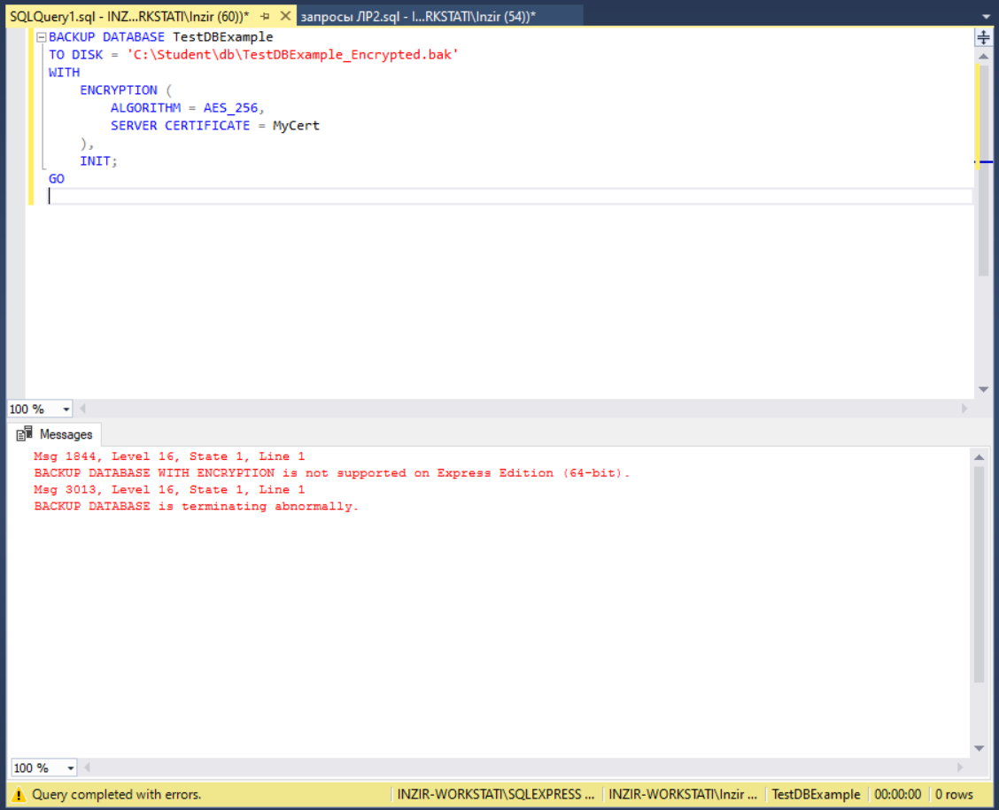 SQLQuery1.sql - INZ...RKSTATI\Inzir (60))*
запросы ЛР2.sql - I...RKSTATI\Inzir (54))*
BACKUP DATABASE TestDBExample
TO DISK = 'C:\Student\db\TestDBExample_Encrypted.bak'
WITH
    ENCRYPTION (
        ALGORITHM = AES_256,
        SERVER CERTIFICATE = MyCert
    ),
    INIT;
GO
100 %
Messages
Msg 1844, Level 16, State 1, Line 1
BACKUP DATABASE WITH ENCRYPTION is not supported on Express Edition (64-bit).
Msg 3013, Level 16, State 1, Line 1
BACKUP DATABASE is terminating abnormally.
100 %
Query completed with errors.
INZIR-WORKSTATI\SQLEXPRESS ...
INZIR-WORKSTATI\Inzir ...
TestDBExample
00:00:00
0 rows